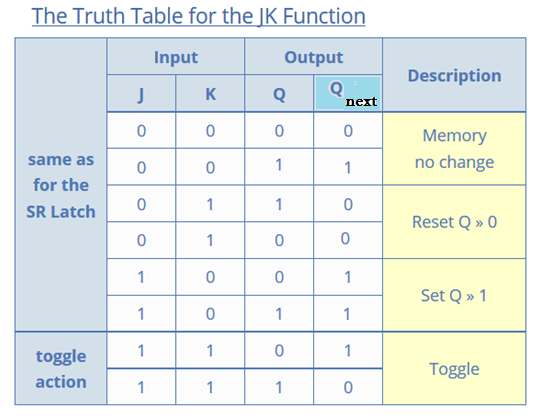 The Truth Table for the JK Function
Input Output Description
J K Q Q next
same as for the SR Latch
0 0 0 0 Memory no change
0 0 1 1
0 1 1 0 Reset Q » 0
0 1 0 0
1 0 0 1 Set Q » 1
1 0 1 1
toggle action
1 1 0 1 Toggle
1 1 1 0